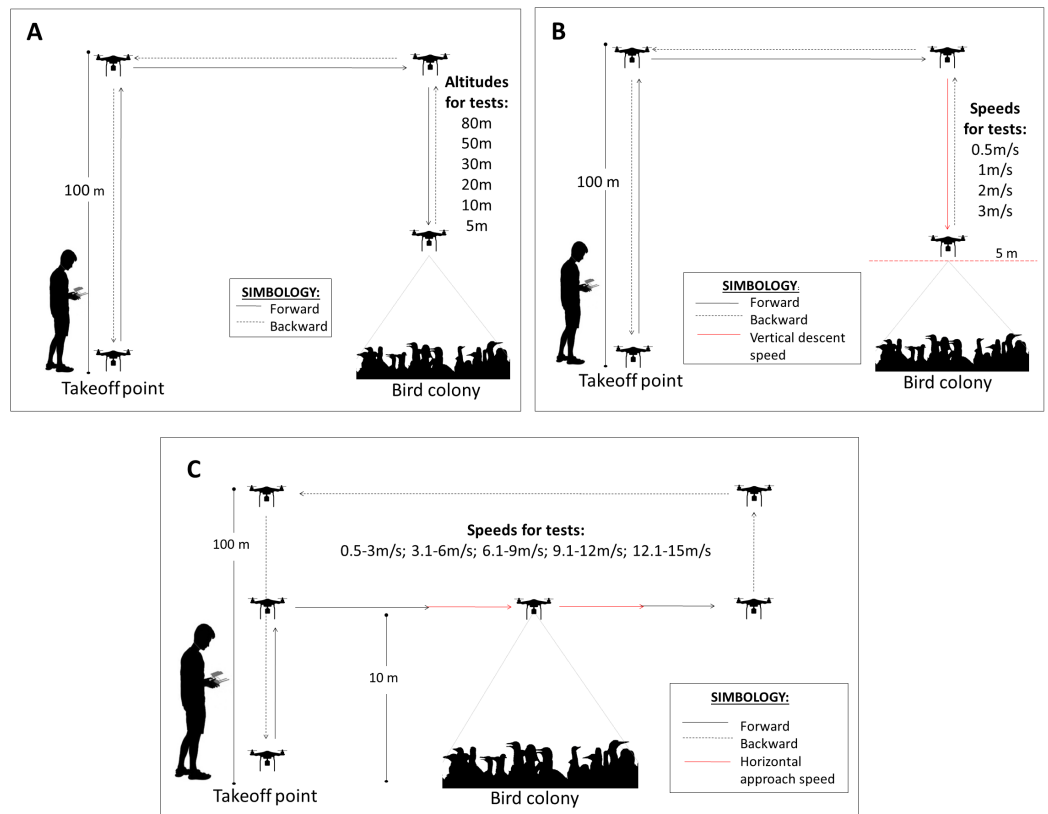 A
Altitudes
for tests:
80m
50m
30m
20m
10m
5m
100 m
SIMBOLOGY:
Forward
Backward
Takeoff point
Bird colony
B
Speeds
for tests:
0.5m/s
1m/s
2m/s
3m/s
100 m
5 m
SIMBOLOGY:
Forward
Backward
Vertical descent
speed
Takeoff point
Bird colony
C
Speeds for tests:
0.5-3m/s; 3.1-6m/s; 6.1-9m/s; 9.1-12m/s; 12.1-15m/s
100 m
10 m
SIMBOLOGY:
Forward
Backward
Horizontal
approach speed
Takeoff point
Bird colony